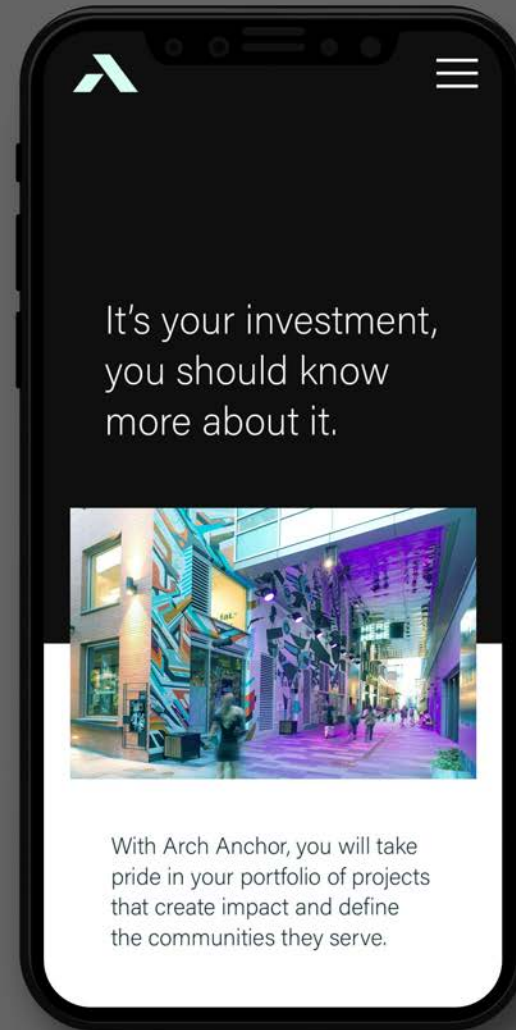 It's your investment,
you should know
more about it.
With Arch Anchor, you will take
pride in your portfolio of projects
that create impact and define
the communities they serve.